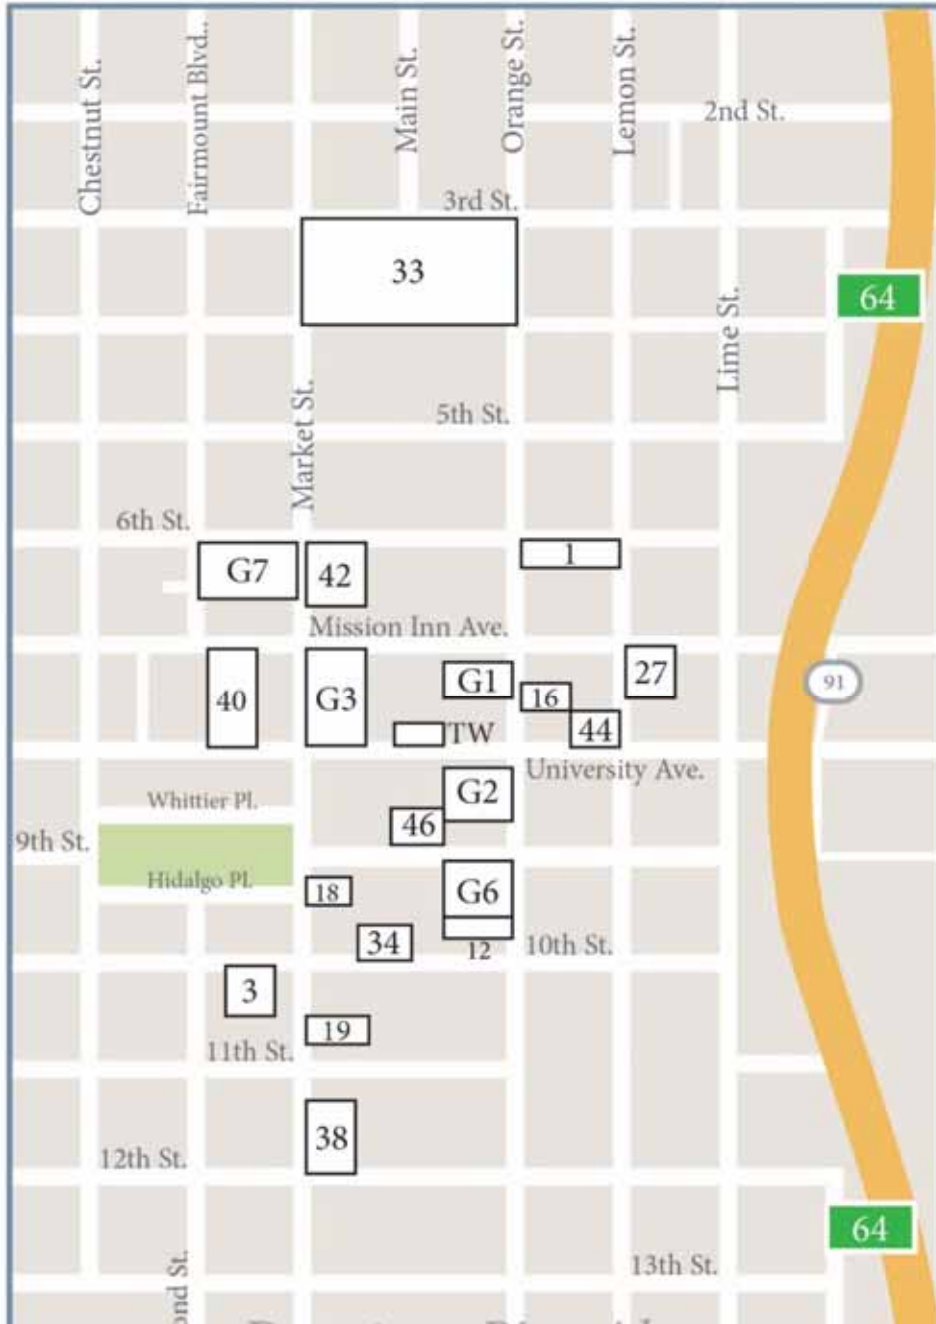 Chestnut St.
Fairmount Blvd..
Main St.
Orange St.
Lemon St.
2nd St.
3rd St.
33
64
Lime St.
Market St.
5th St.
6th St.
G7
42
1
Mission Inn Ave.
40
G3
G1
16
27
91
TW
44
University Ave.
G2
Whittier Pl.
46
9th St.
Hidalgo Pl.
18
G6
34
12
10th St.
3
19
11th St.
38
12th St.
64
13th St.
ond St.